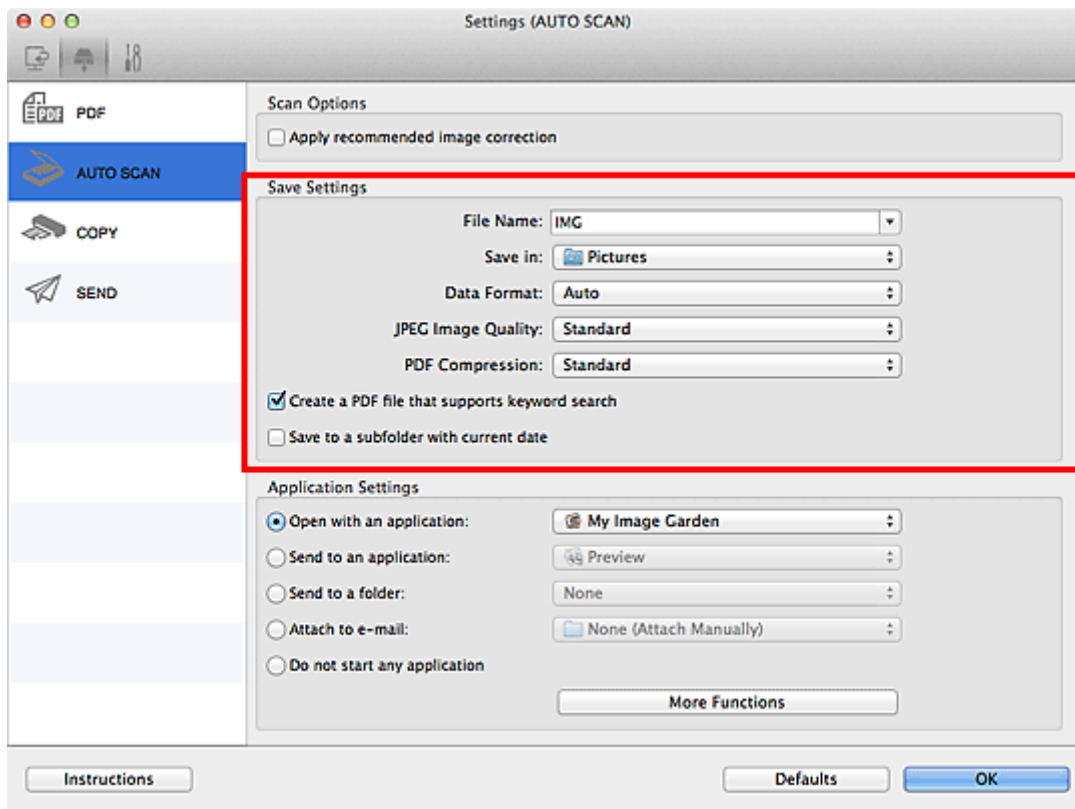 Settings (AUTO SCAN)
PDF
PDF
AUTO SCAN
COPY
SEND
Scan Options
Apply recommended image correction
Save Settings
File Name: IMG
Save in: Pictures
Data Format: Auto
JPEG Image Quality: Standard
PDF Compression: Standard
Create a PDF file that supports keyword search
Save to a subfolder with current date
Application Settings
Open with an application: My Image Garden
Send to an application: Preview
Send to a folder: None
Attach to e-mail: None (Attach Manually)
Do not start any application
More Functions
Instructions Defaults OK